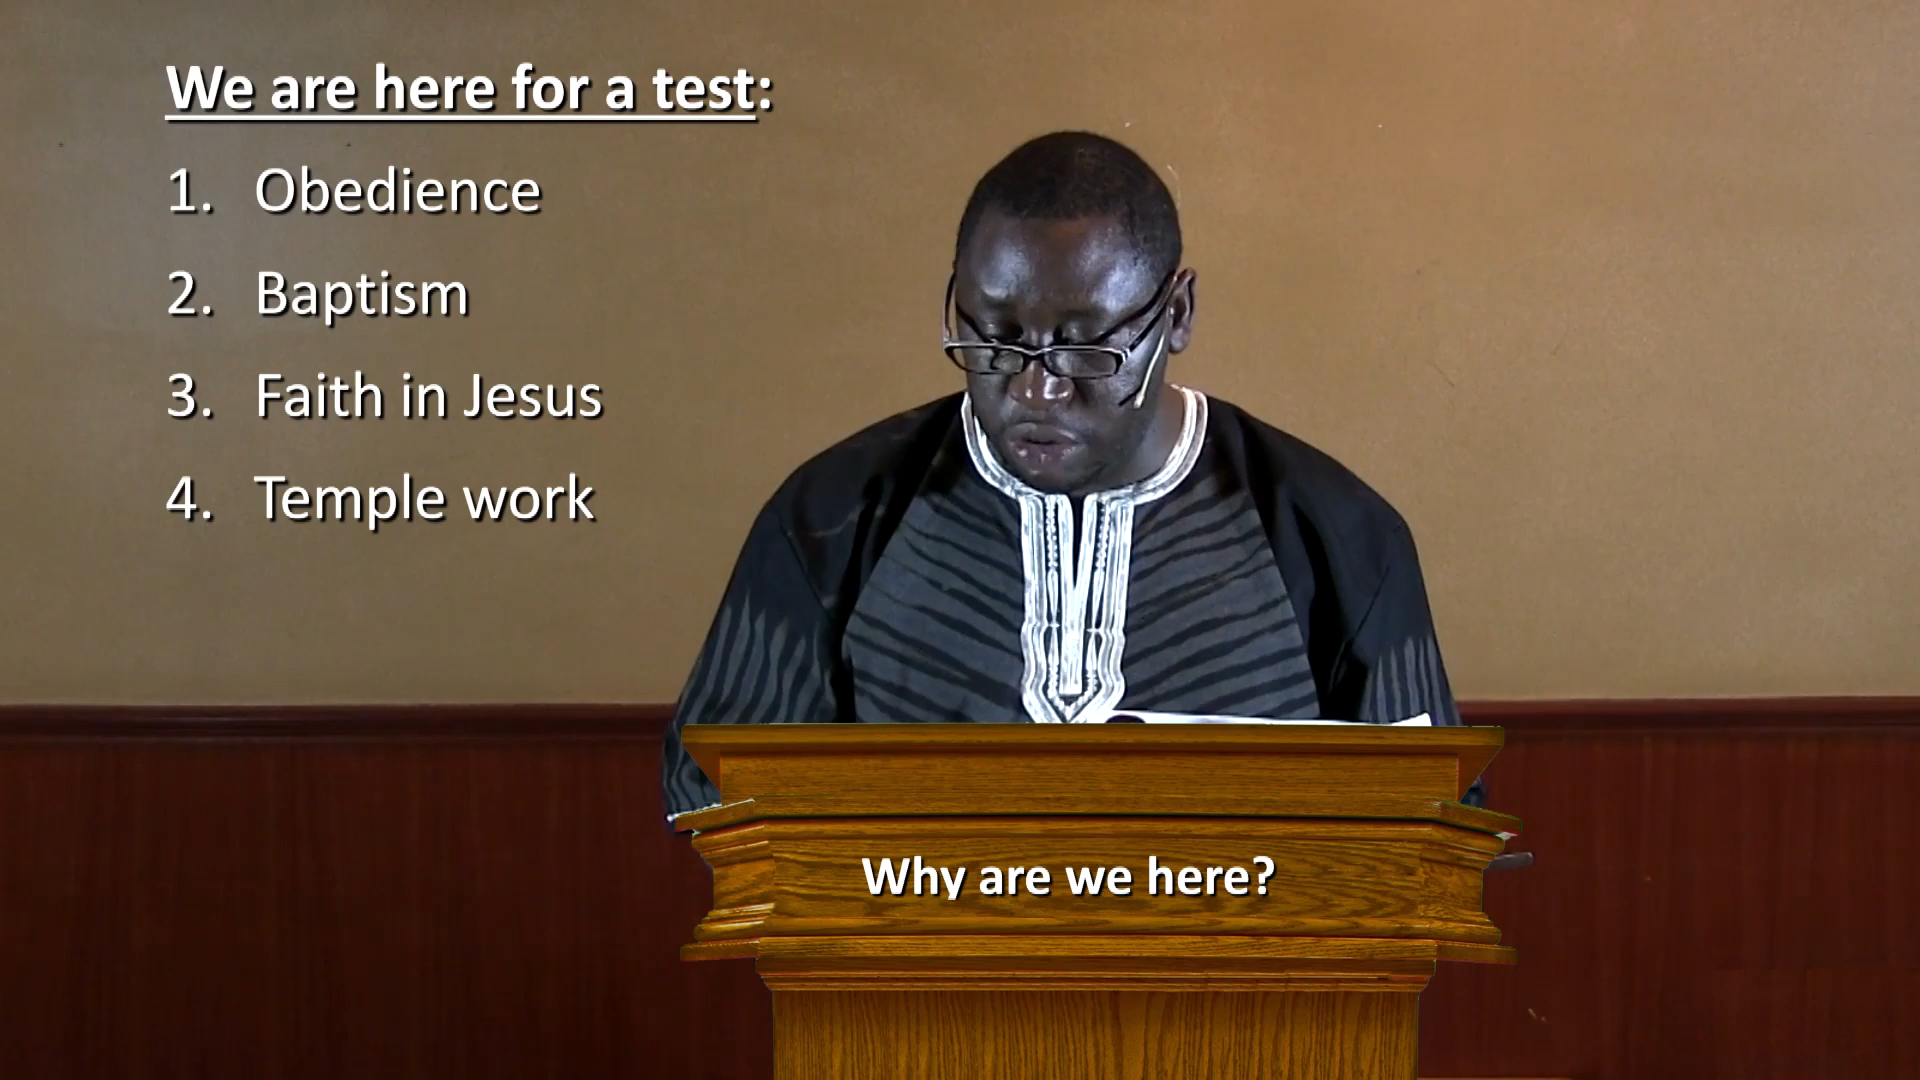 We are here for a test:
1. Obedience
2. Baptism
3. Faith in Jesus
4. Temple work
Why are we here?